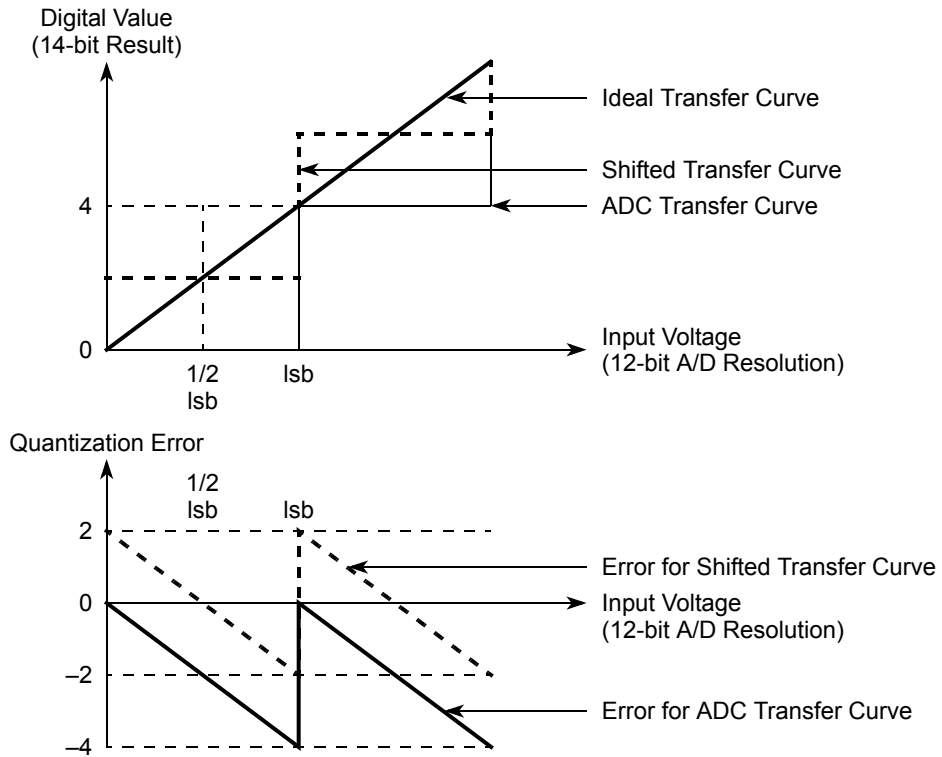 Digital Value
(14-bit Result)
Ideal Transfer Curve
Shifted Transfer Curve
4
ADC Transfer Curve
0
Input Voltage
(12-bit A/D Resolution)
1/2
lsb
lsb
Quantization Error
1/2
lsb
lsb
2
Error for Shifted Transfer Curve
0
Input Voltage
(12-bit A/D Resolution)
–2
Error for ADC Transfer Curve
–4